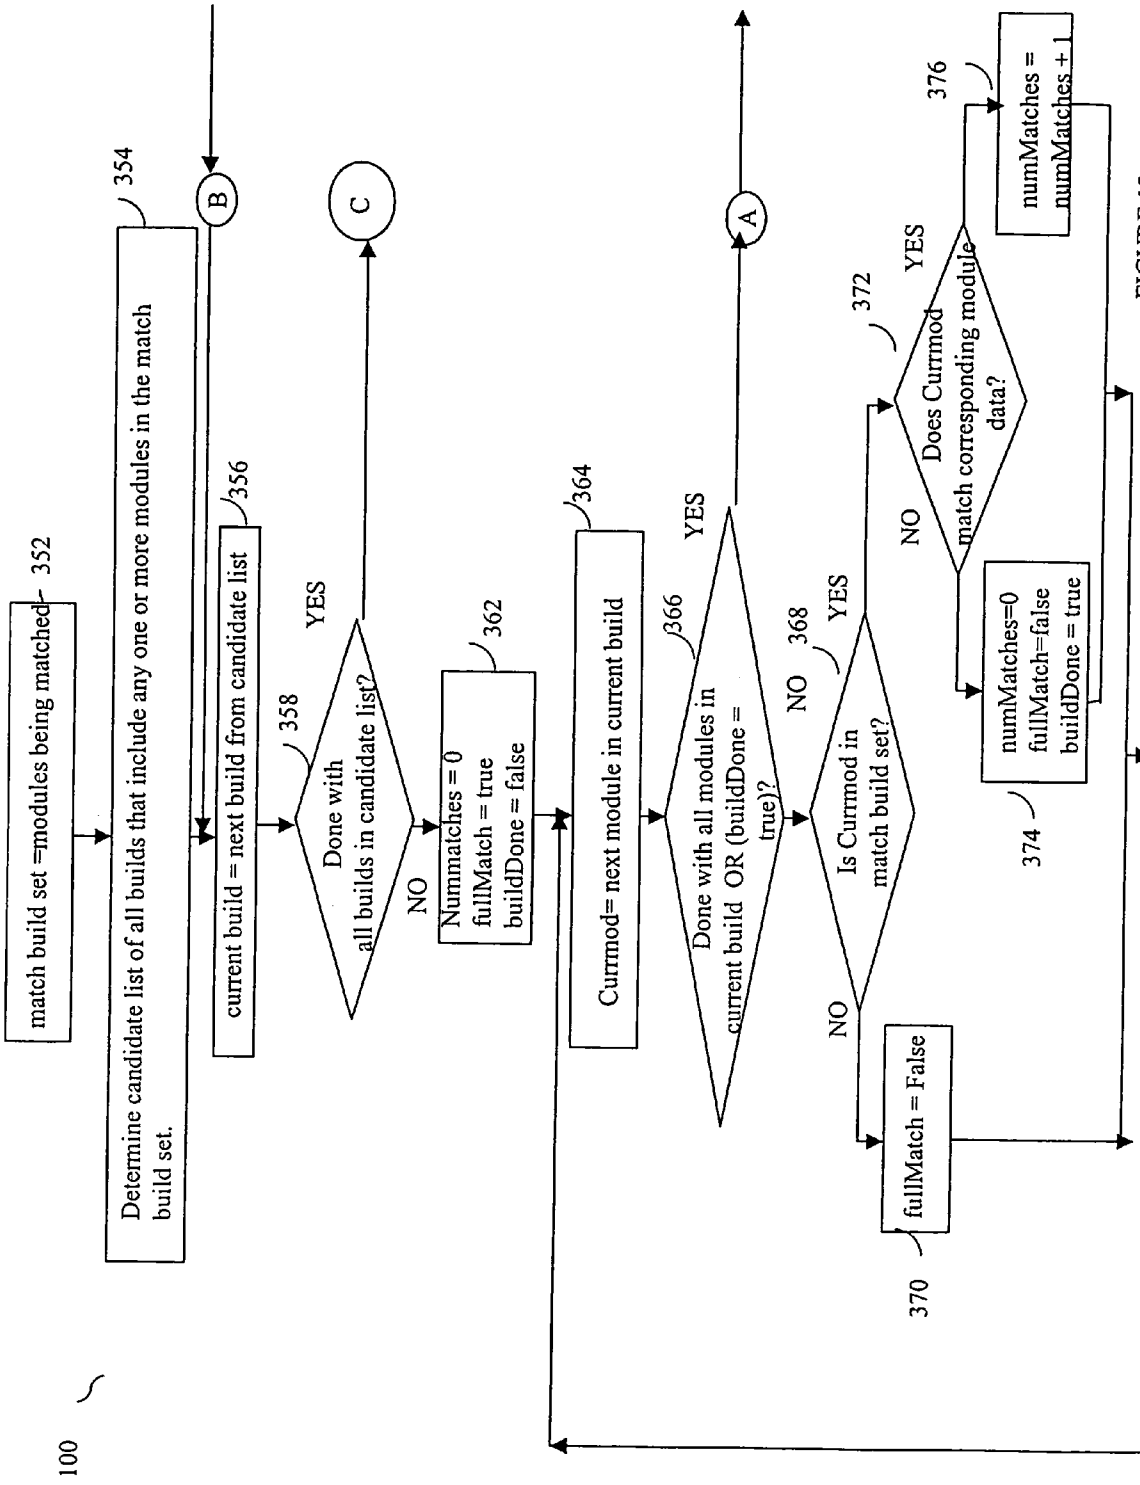 100
match build set =modules being matched
352
354
Determine candidate list of all builds that include any one or more modules in the match
build set.
B
current build = next build from candidate list
356
358
Done with
all builds in candidate list?
YES
C
NO
Nummatches = 0
fullMatch = true
buildDone = false
362
Currmod= next module in current build
364
366
Done with all modules in
current build OR (buildDone =
true)?
YES
A
NO
368
Is Currmod in
match build set?
YES
NO
370
fullMatch = False
372
Does Currmod
match corresponding module
data?
YES
NO
374
numMatches=0
fullMatch=false
buildDone = true
376
numMatches =
numMatches + 1